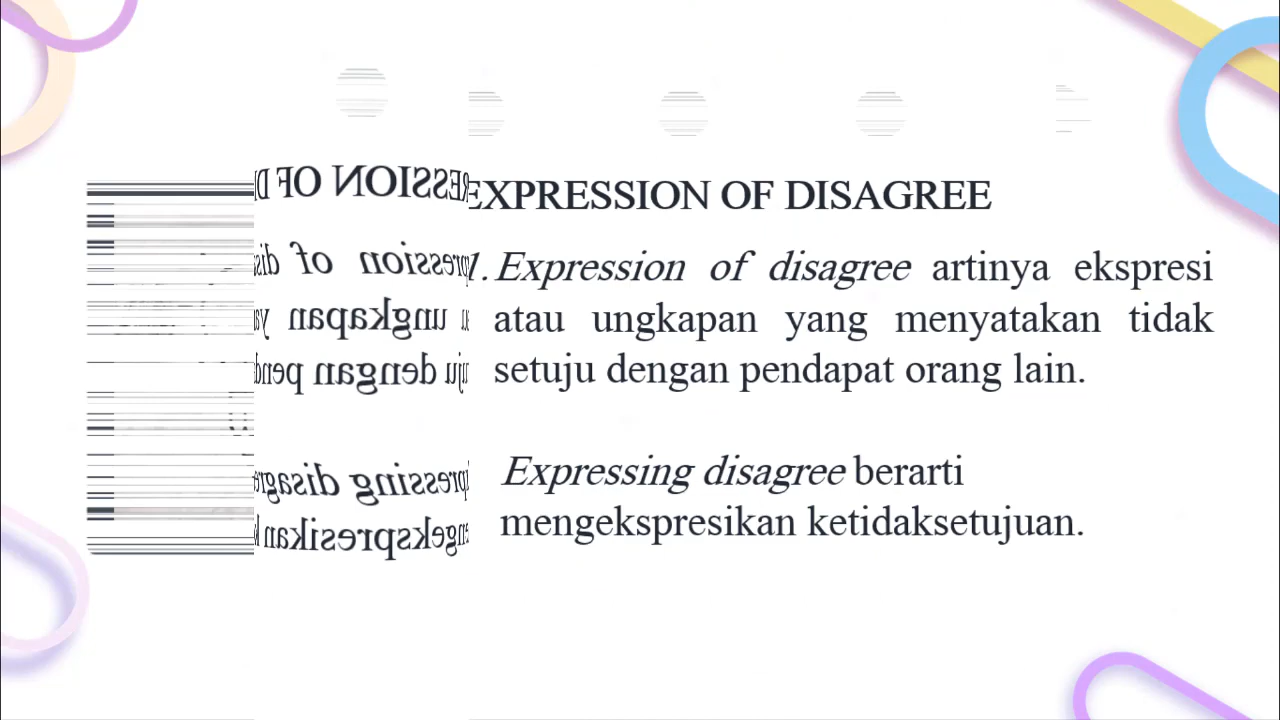 EXPRESSION OF DISAGREE
1. Expression of disagree artinya ekspresi
atau ungkapan yang menyatakan tidak
setuju dengan pendapat orang lain.
Expressing disagree berarti
mengekspresikan ketidaksetujuan.